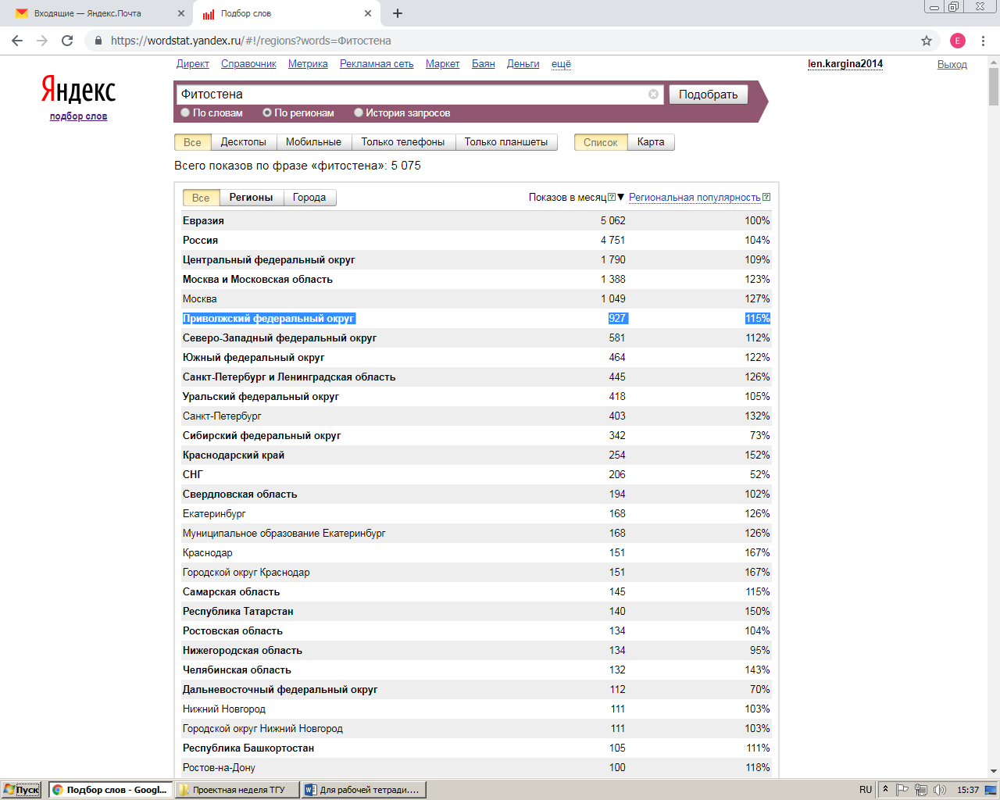 Входящие — Яндекс.Почта
Подбор слов
https://wordstat.yandex.ru/#!/regions?words=Фитостена
E
Директ Справочник Метрика Рекламная сеть Маркет Баян Деньги ещё len.kargina2014 Выход
Яндекс
подбор слов
Фитостена Подобрать
По словам По регионам История запросов
Все Десктопы Мобильные Только телефоны Только планшеты Список Карта
Всего показов по фразе «фитостена»: 5 075
Все Регионы Города Показов в месяц ? ▼ Региональная популярность ?
Евразия 5 062 100%
Россия 4 751 104%
Центральный федеральный округ 1 790 109%
Москва и Московская область 1 388 123%
Москва 1 049 127%
Приволжский федеральный округ 927 115%
Северо-Западный федеральный округ 581 112%
Южный федеральный округ 464 122%
Санкт-Петербург и Ленинградская область 445 126%
Уральский федеральный округ 418 105%
Санкт-Петербург 403 132%
Сибирский федеральный округ 342 73%
Краснодарский край 254 152%
СНГ 206 52%
Свердловская область 194 102%
Екатеринбург 168 126%
Муниципальное образование Екатеринбург 168 126%
Краснодар 151 167%
Городской округ Краснодар 151 167%
Самарская область 145 115%
Республика Татарстан 140 150%
Ростовская область 134 104%
Нижегородская область 134 95%
Челябинская область 132 143%
Дальневосточный федеральный округ 112 70%
Нижний Новгород 111 103%
Городской округ Нижний Новгород 111 103%
Республика Башкортостан 105 111%
Ростов-на-Дону 100 118%
Пуск Подбор слов - Googl... Проектная неделя ТГУ Для рабочей тетради.... RU 15:37